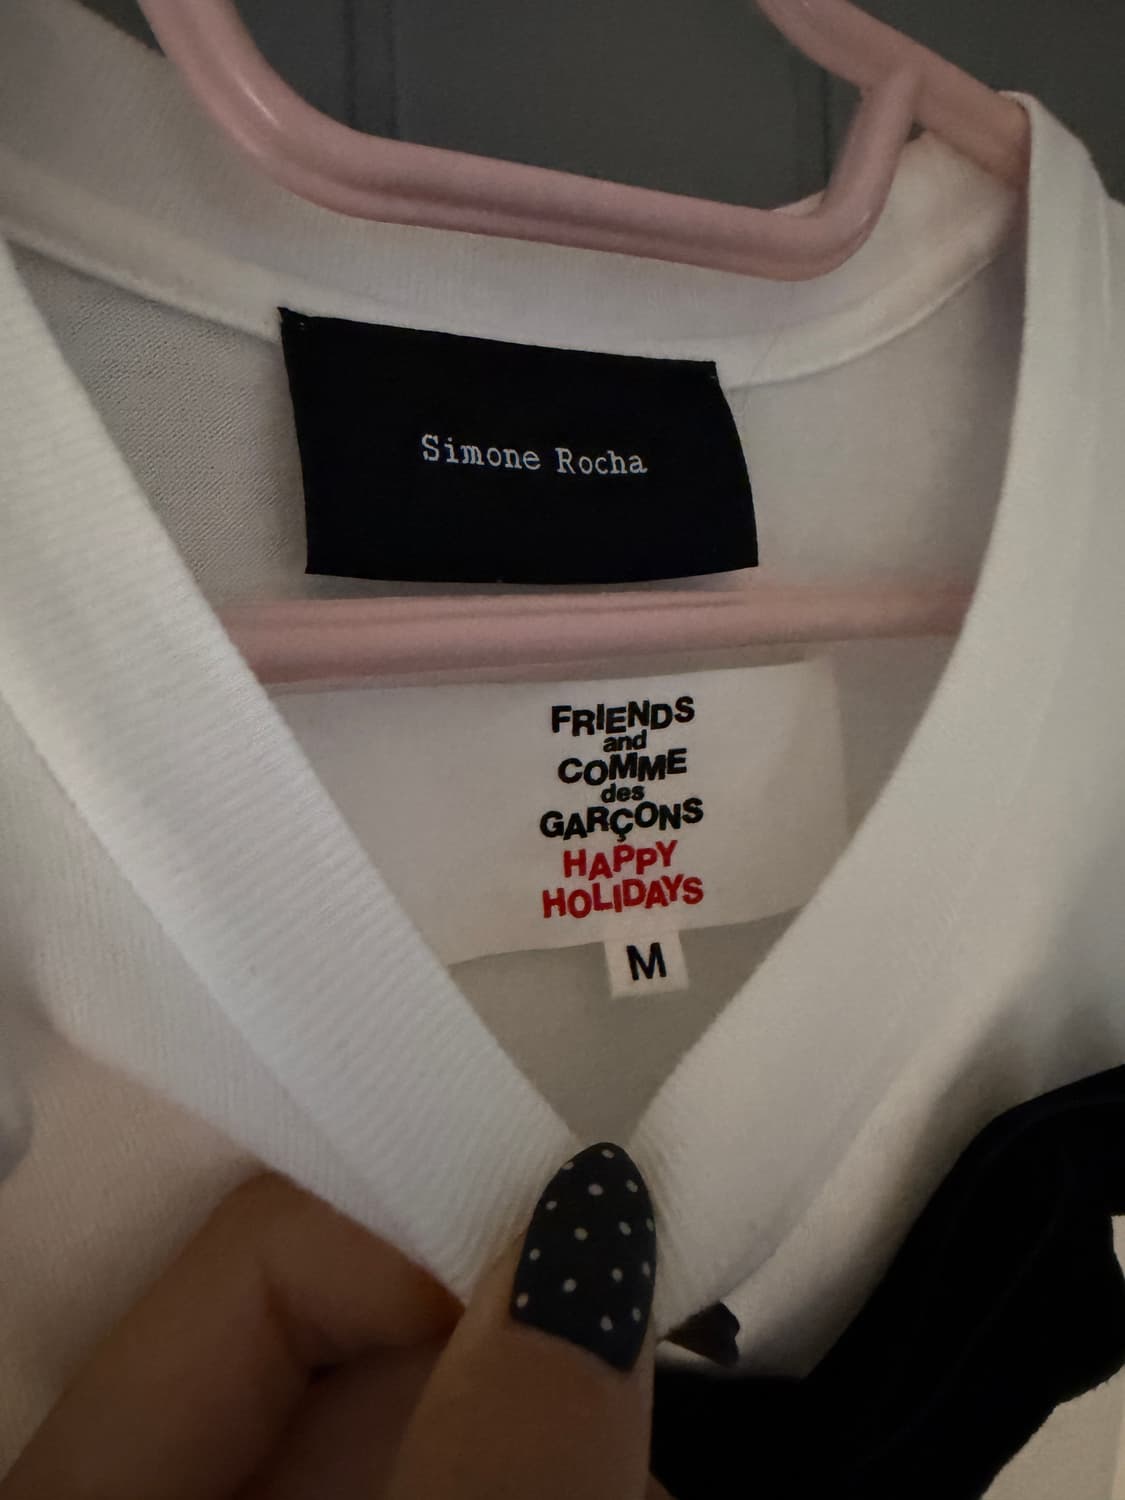 Simone Rocha
FRIENDS
and
COMME
des
GARÇONS
HAPPY
HOLIDAYS
M